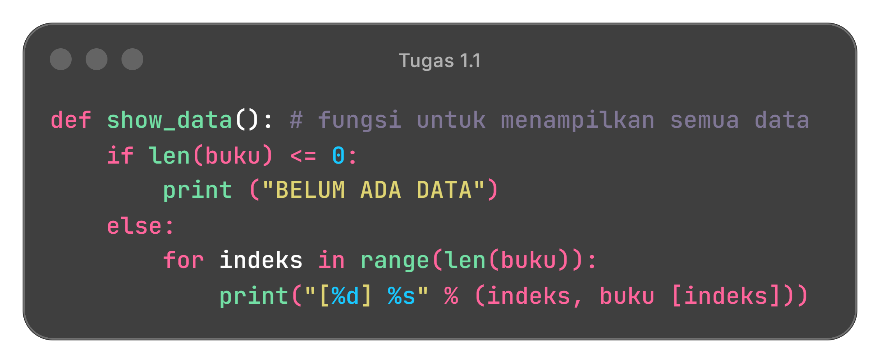 Tugas 1.1
def show_data(): # fungsi untuk menampilkan semua data
    if len(buku) <= 0:
        print ("BELUM ADA DATA")
    else:
        for indeks in range(len(buku)):
            print("[%d] %s" % (indeks, buku [indeks]))